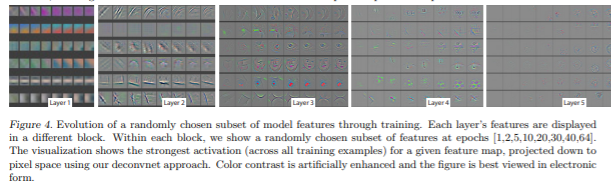 Layer 1
Layer 2
Layer 3
Layer 4
Layer 5
Figure 4. Evolution of a randomly chosen subset of model features through training. Each layer's features are displayed
in a different block. Within each block, we show a randomly chosen subset of features at epochs [1,2,5,10,20,30,40,64].
The visualization shows the strongest activation (across all training examples) for a given feature map, projected down to
pixel space using our deconvnet approach. Color contrast is artificially enhanced and the figure is best viewed in electronic
form.